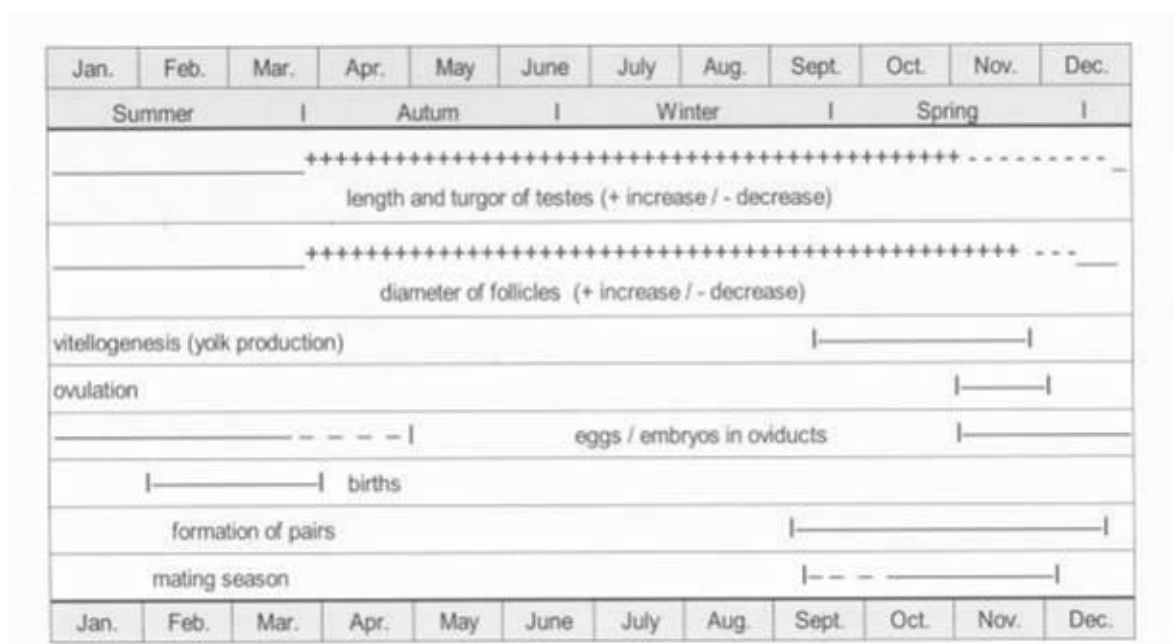 Jan. Feb. Mar. Apr. May June July Aug. Sept. Oct. Nov. Dec.
Summer Autum Winter Spring
length and turgor of testes (+ increase / - decrease)
diameter of follicles (+ increase / - decrease)
vitellogenesis (yolk production)
ovulation
eggs / embryos in oviducts
births
formation of pairs
mating season
Jan. Feb. Mar. Apr. May June July Aug. Sept. Oct. Nov. Dec.